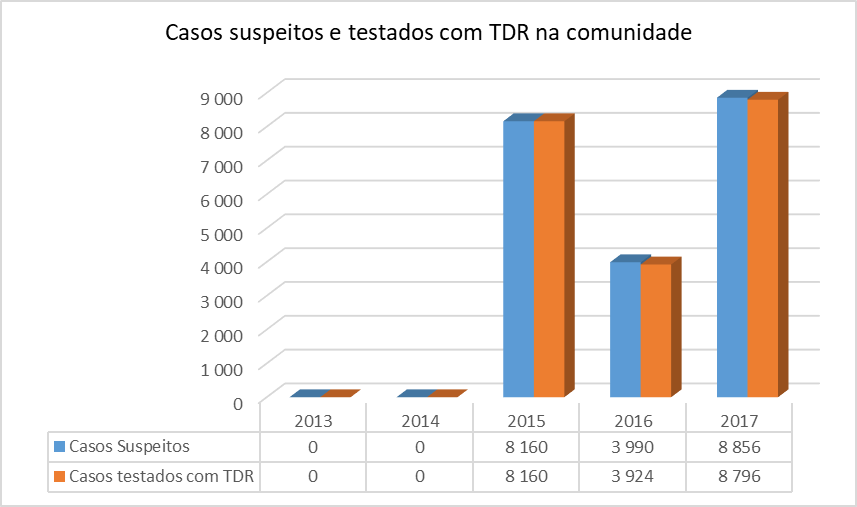 Casos suspeitos e testados com TDR na comunidade
9 000
8 000
7 000
6 000
5 000
4 000
3 000
2 000
1 000
0
2013 2014 2015 2016 2017
Casos Suspeitos 0 0 8 160 3 990 8 856
Casos testados com TDR 0 0 8 160 3 924 8 796